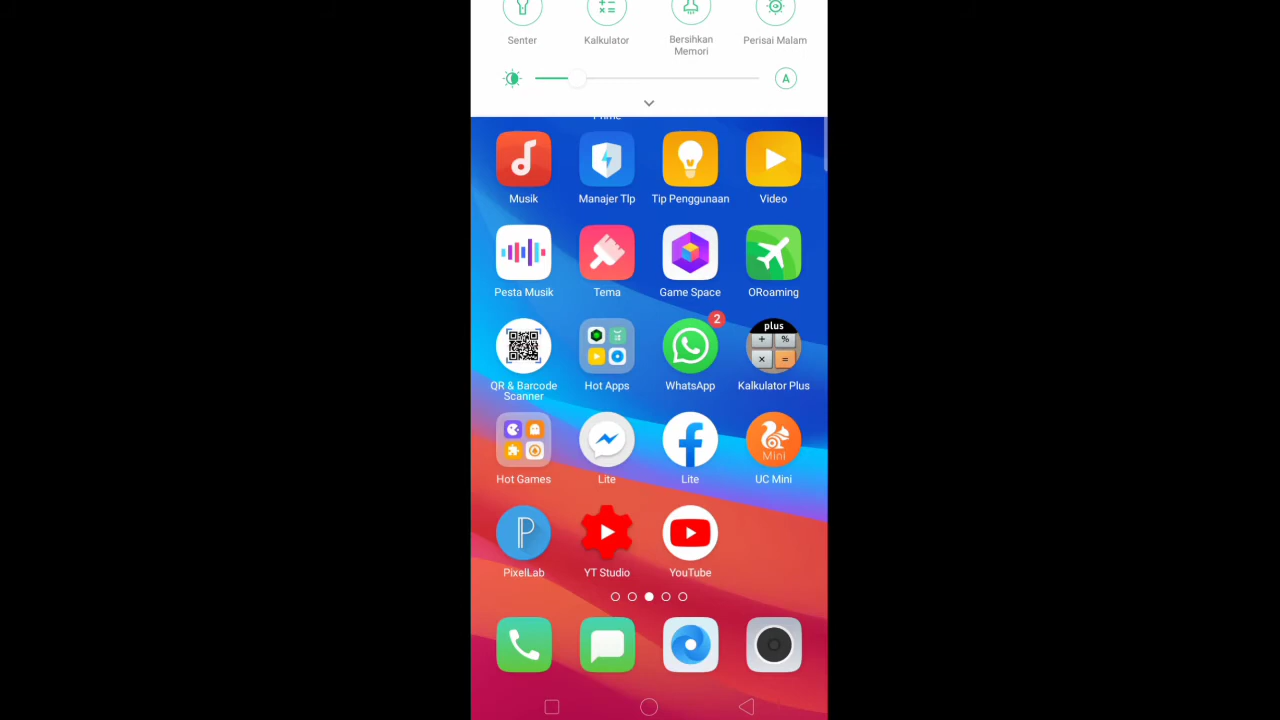 Senter
Kalkulator
Bersihkan
Memori
Perisai Malam
A
Musik
Manajer Tlp
Tip Penggunaan
Video
Pesta Musik
Tema
Game Space
ORoaming
2
plus
+ %
× =
QR & Barcode
Scanner
Hot Apps
WhatsApp
Kalkulator Plus
Mini
Hot Games
Lite
Lite
UC Mini
PixelLab
YT Studio
YouTube